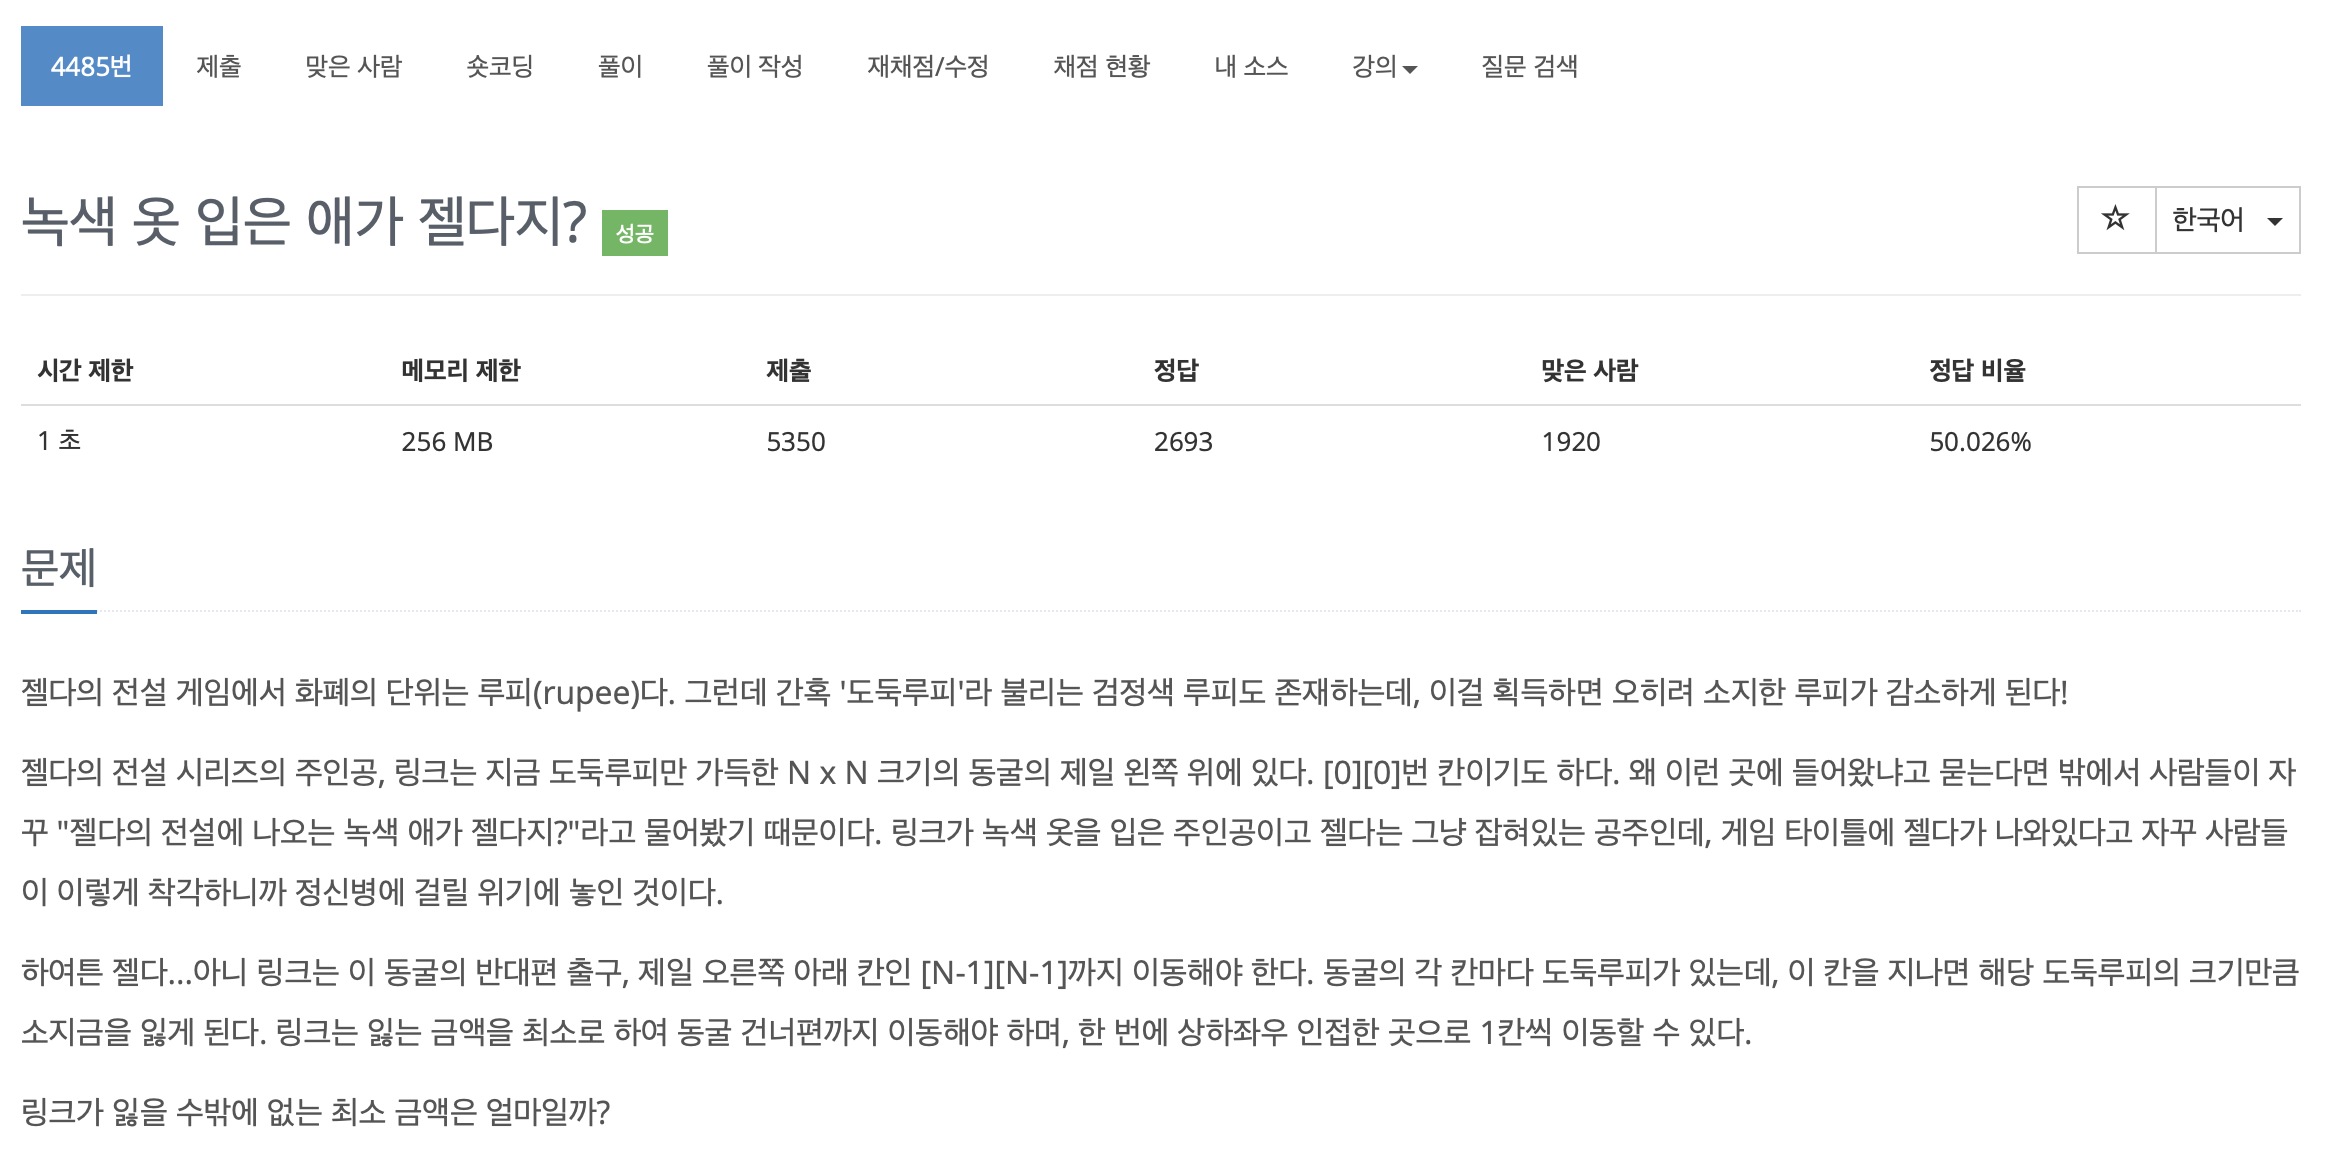 4485번 제출 맞은 사람 숏코딩 풀이 풀이 작성 재채점/수정 채점 현황 내 소스 강의 질문 검색
녹색 옷 입은 애가 젤다지? 성공 ☆ 한국어
시간 제한 메모리 제한 제출 정답 맞은 사람 정답 비율
1 초 256 MB 5350 2693 1920 50.026%
문제
젤다의 전설 게임에서 화폐의 단위는 루피(rupee)다. 그런데 간혹 '도둑루피'라 불리는 검정색 루피도 존재하는데, 이걸 획득하면 오히려 소지한 루피가 감소하게 된다!
젤다의 전설 시리즈의 주인공, 링크는 지금 도둑루피만 가득한 N x N 크기의 동굴의 제일 왼쪽 위에 있다. [0][0]번 칸이기도 하다. 왜 이런 곳에 들어왔냐고 묻는다면 밖에서 사람들이 자
꾸 "젤다의 전설에 나오는 녹색 애가 젤다지?"라고 물어봤기 때문이다. 링크가 녹색 옷을 입은 주인공이고 젤다는 그냥 잡혀있는 공주인데, 게임 타이틀에 젤다가 나와있다고 자꾸 사람들
이 이렇게 착각하니까 정신병에 걸릴 위기에 놓인 것이다.
하여튼 젤다...아니 링크는 이 동굴의 반대편 출구, 제일 오른쪽 아래 칸인 [N-1][N-1]까지 이동해야 한다. 동굴의 각 칸마다 도둑루피가 있는데, 이 칸을 지나면 해당 도둑루피의 크기만큼
소지금을 잃게 된다. 링크는 잃는 금액을 최소로 하여 동굴 건너편까지 이동해야 하며, 한 번에 상하좌우 인접한 곳으로 1칸씩 이동할 수 있다.
링크가 잃을 수밖에 없는 최소 금액은 얼마일까?